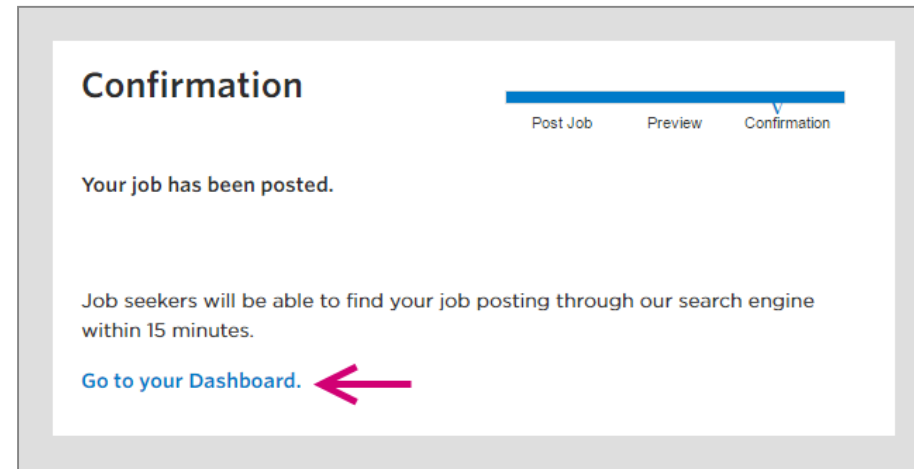 Confirmation
Post Job Preview Confirmation
Your job has been posted.
Job seekers will be able to find your job posting through our search engine
within 15 minutes.
Go to your Dashboard.